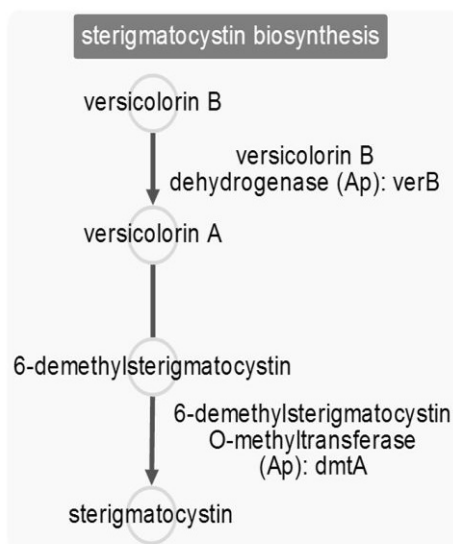 sterigmatocystin biosynthesis
versicolorin B
versicolorin B
dehydrogenase (Ap): verB
versicolorin A
6-demethylsterigmatocystin
6-demethylsterigmatocystin
O-methyltransferase
(Ap): dmtA
sterigmatocystin